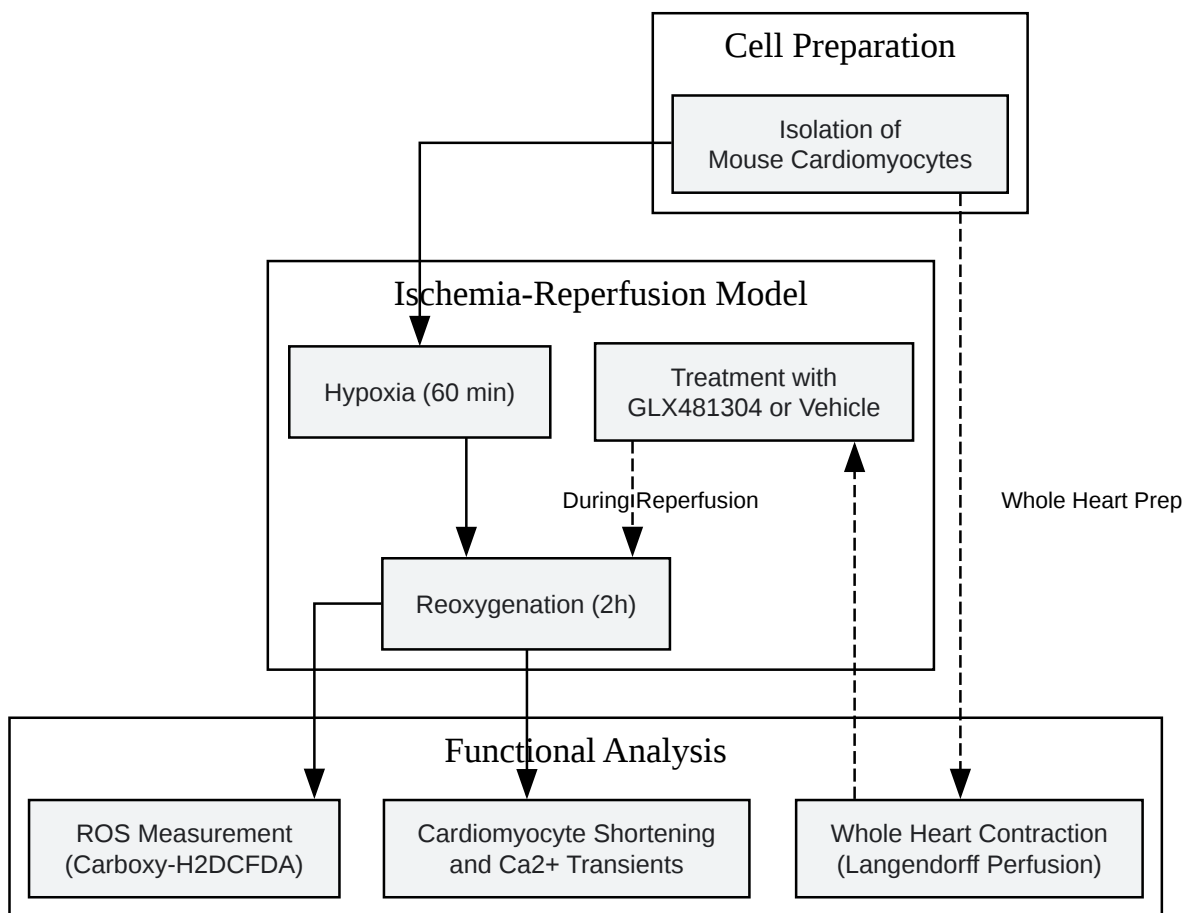 Cell Preparation
Isolation of
Mouse Cardiomyocytes
Ischemia-Reperfusion Model
Hypoxia (60 min)
Treatment with
GLX481304 or Vehicle
During Reperfusion
Whole Heart Prep
Reoxygenation (2h)
Functional Analysis
ROS Measurement
(Carboxy-H2DCFDA)
Cardiomyocyte Shortening
and Ca2+ Transients
Whole Heart Contraction
(Langendorff Perfusion)